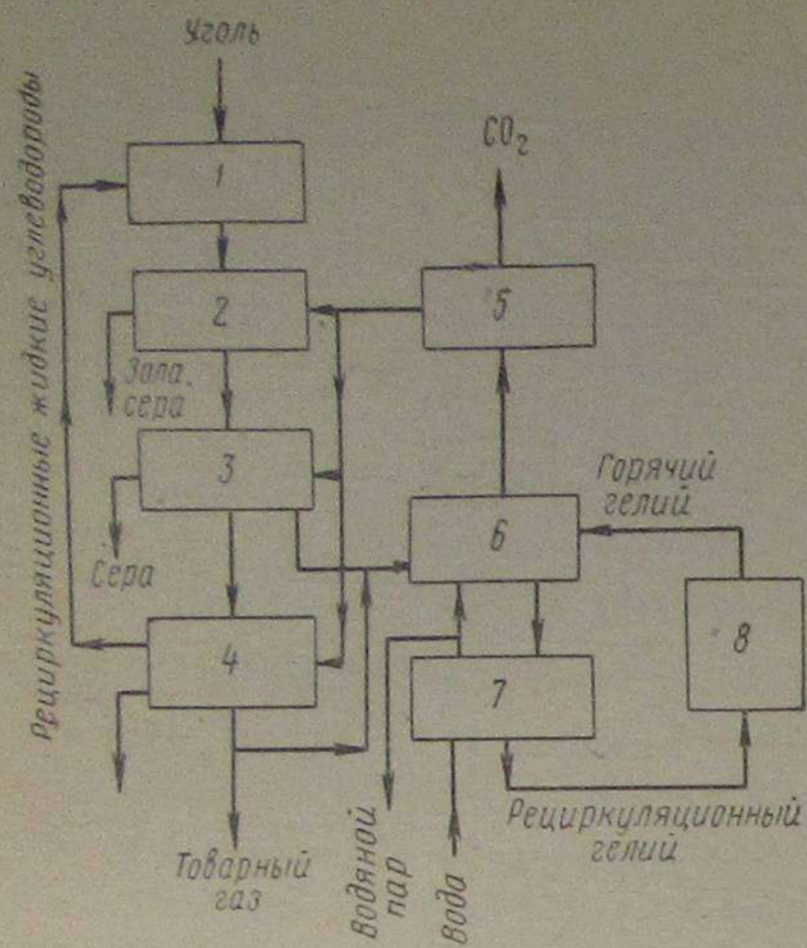 Уголь
Рециркуляционные жидкие углеводороды
CO₂
1
2
5
Зола,
сера
3
Горячий
гелий
6
Сера
4
8
7
Рециркуляционный
гелий
Товарный
газ
Водяной
пар
Вода